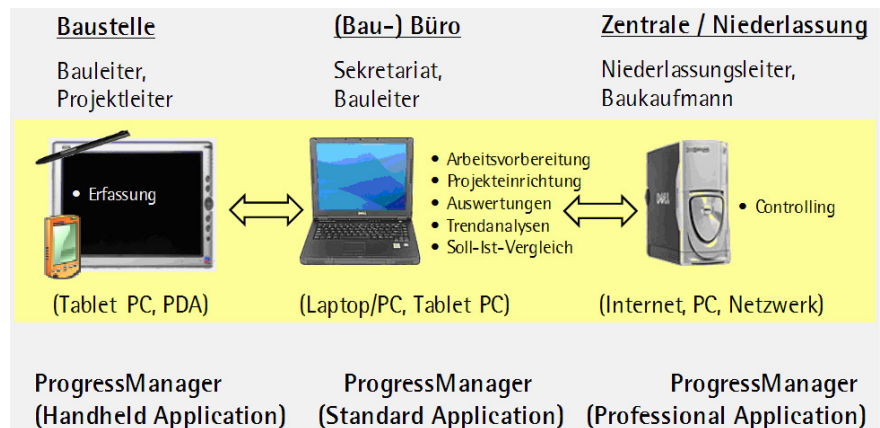 Baustelle
Bauleiter,
Projektleiter
(Bau-) Büro
Sekretariat,
Bauleiter
Zentrale / Niederlassung
Niederlassungsleiter,
Baukaufmann
• Erfassung
(Tablet PC, PDA)
• Arbeitsvorbereitung
• Projekteinrichtung
• Auswertungen
• Trendanalysen
• Soll-Ist-Vergleich
(Laptop/PC, Tablet PC)
DELL
• Controlling
(Internet, PC, Netzwerk)
ProgressManager
(Handheld Application)
ProgressManager
(Standard Application)
ProgressManager
(Professional Application)